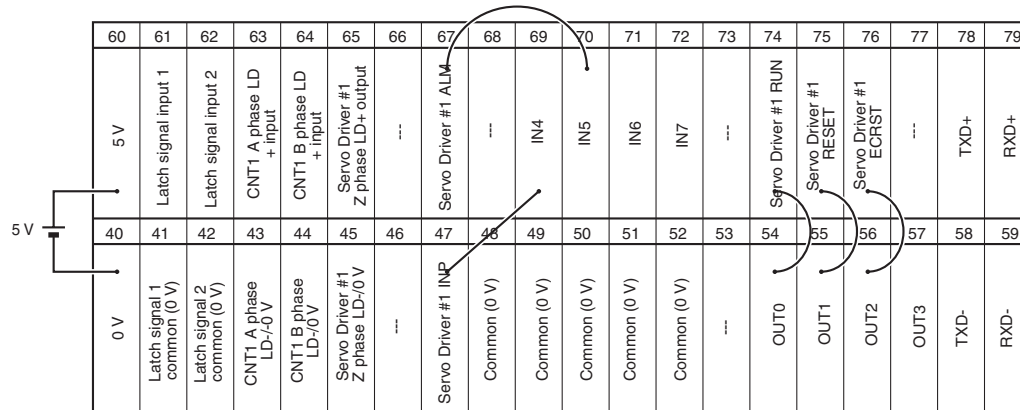 60 61 62 63 64 65 66 67 68 69 70 71 72 73 74 75 76 77 78 79
5 V
Latch signal input 1
Latch signal input 2
CNT1 A phase LD
+ input
CNT1 B phase LD
+ input
Servo Driver #1
Z phase LD+ output
---
Servo Driver #1 ALM
---
IN4
IN5
IN6
IN7
---
Servo Driver #1 RUN
Servo Driver #1
RESET
Servo Driver #1
ECRST
---
TXD+
RXD+
5 V
40 41 42 43 44 45 46 47 48 49 50 51 52 53 54 55 56 57 58 59
0 V
Latch signal 1
common (0 V)
Latch signal 2
common (0 V)
CNT1 A phase
LD-/-0 V
CNT1 B phase
LD-/0 V
Servo Driver #1
Z phase LD-/0 V
---
Servo Driver #1 INP
Common (0 V)
Common (0 V)
Common (0 V)
Common (0 V)
Common (0 V)
---
OUT0
OUT1
OUT2
OUT3
TXD-
RXD-